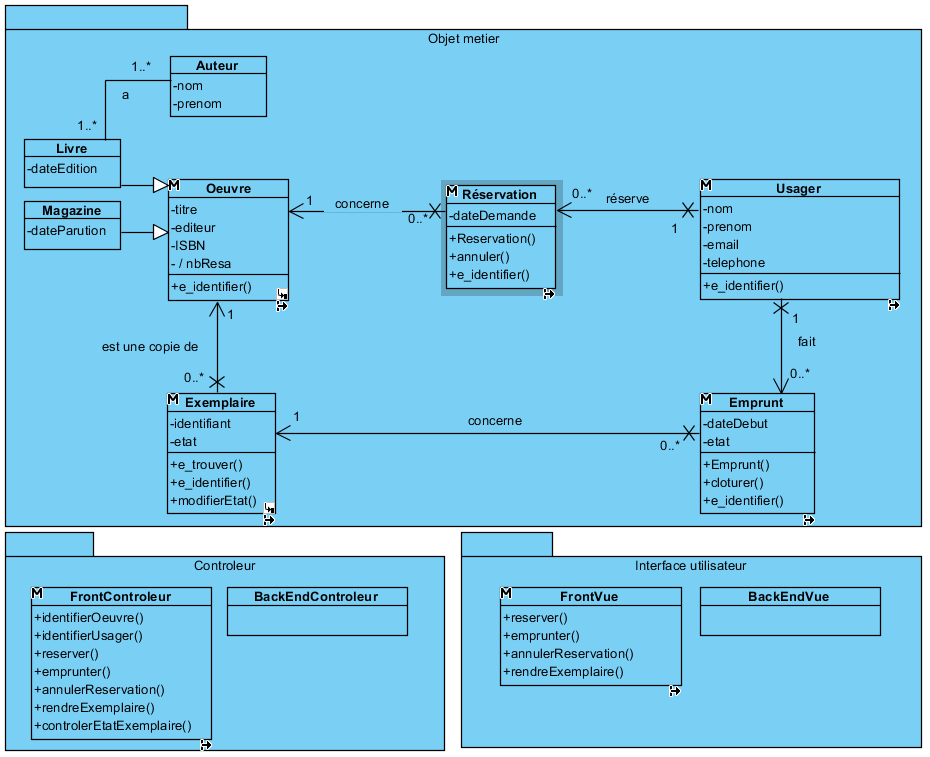 Objet metier
Auteur
-nom
-prenom
1..*
a
1..*
Livre
-dateEdition
Magazine
-dateParution
Oeuvre
-titre
-editeur
-ISBN
- / nbResa
+e_identifier()
1
concerne
0..*
Réservation
-dateDemande
+Reservation()
+annuler()
+e_identifier()
0..*
réserve
1
Usager
-nom
-prenom
-email
-telephone
+e_identifier()
1
est une copie de
0..*
1
fait
0..*
Exemplaire
-identifiant
-etat
+e_trouver()
+e_identifier()
+modifierEtat()
1
concerne
0..*
Emprunt
-dateDebut
-etat
+Emprunt()
+cloturer()
+e_identifier()
Controleur
FrontControleur
+identifierOeuvre()
+identifierUsager()
+reserver()
+emprunter()
+annulerReservation()
+rendreExemplaire()
+controlerEtatExemplaire()
BackEndControleur
Interface utilisateur
FrontVue
+reserver()
+emprunter()
+annulerReservation()
+rendreExemplaire()
BackEndVue